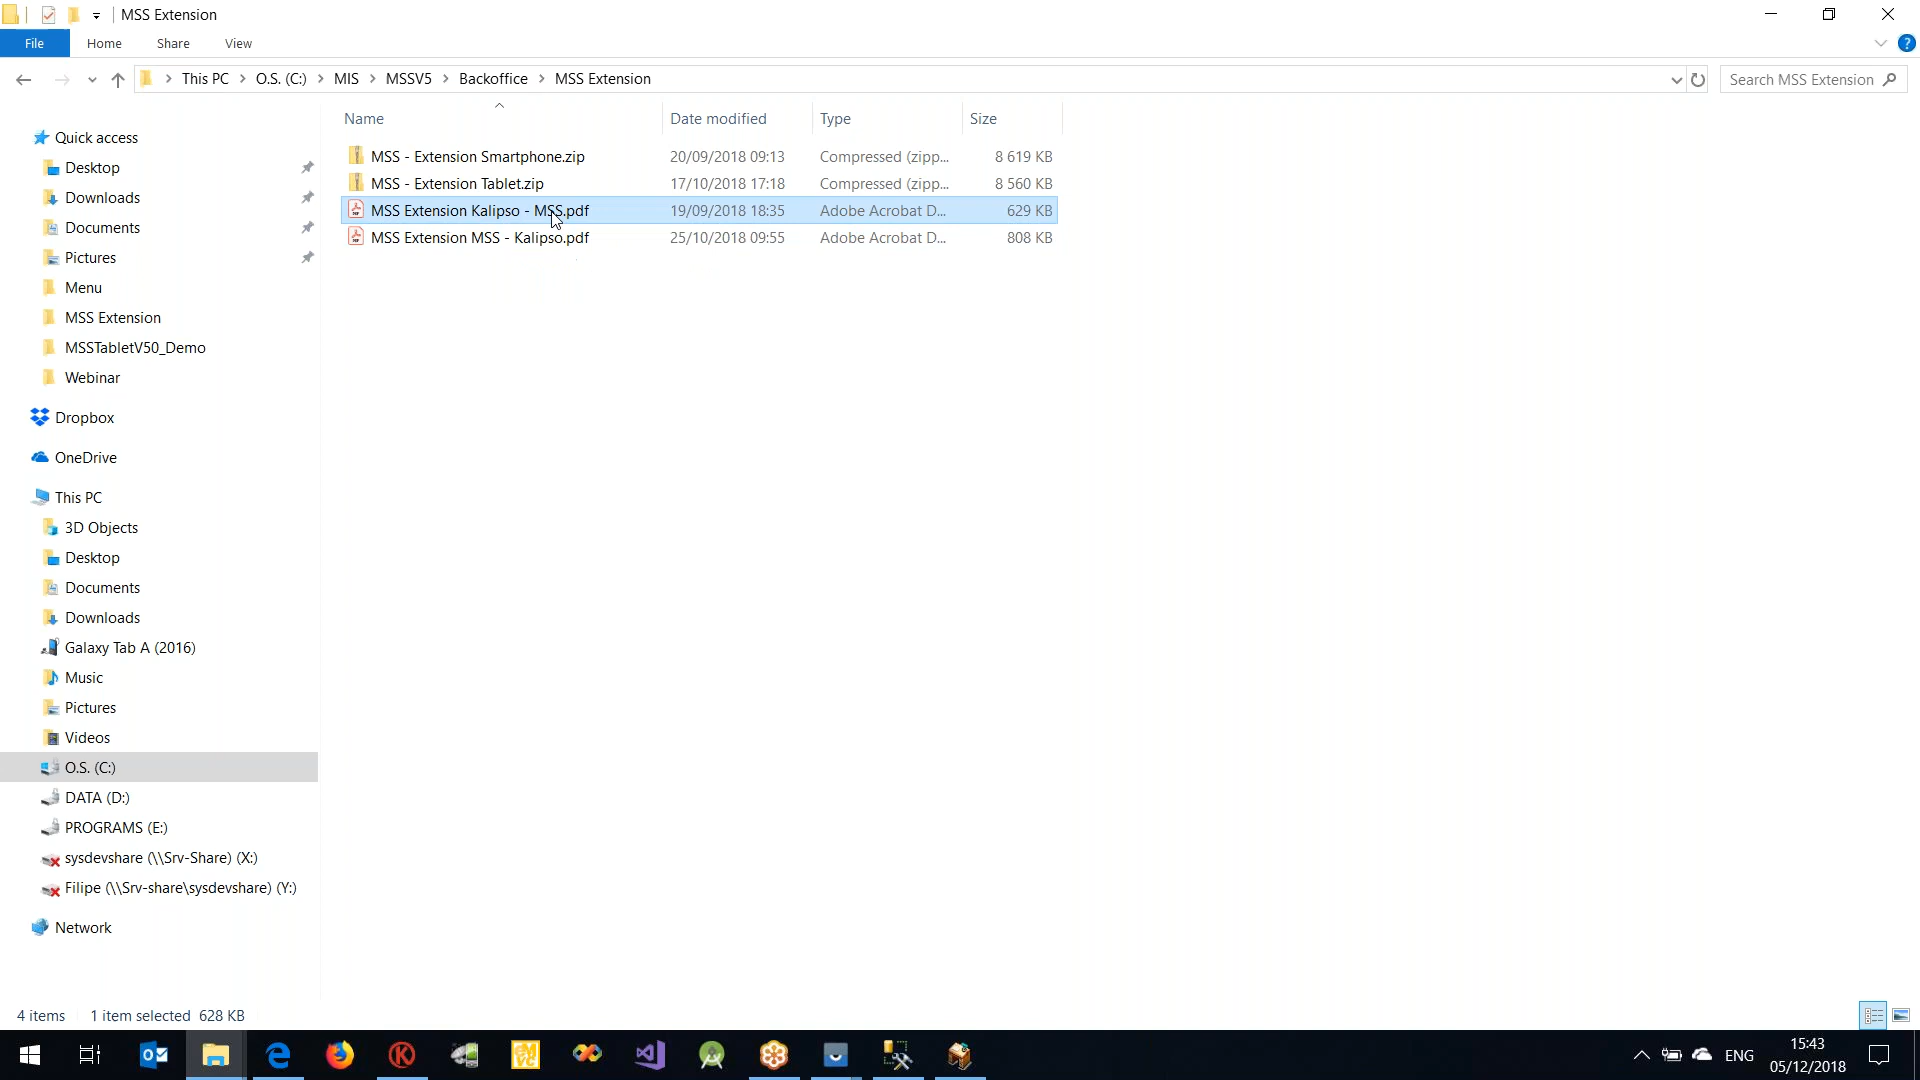 MSS Extension
File Home Share View
This PC > O.S. (C:) > MIS > MSSV5 > Backoffice > MSS Extension
Search MSS Extension
Name Date modified Type Size
MSS - Extension Smartphone.zip 20/09/2018 09:13 Compressed (zipp... 8 619 KB
MSS - Extension Tablet.zip 17/10/2018 17:18 Compressed (zipp... 8 560 KB
MSS Extension Kalipso - MSS.pdf 19/09/2018 18:35 Adobe Acrobat D... 629 KB
MSS Extension MSS - Kalipso.pdf 25/10/2018 09:55 Adobe Acrobat D... 808 KB
Quick access
Desktop
Downloads
Documents
Pictures
Menu
MSS Extension
MSSTabletV50_Demo
Webinar
Dropbox
OneDrive
This PC
3D Objects
Desktop
Documents
Downloads
Galaxy Tab A (2016)
Music
Pictures
Videos
O.S. (C:)
DATA (D:)
PROGRAMS (E:)
sysdevshare (\\Srv-Share) (X:)
Filipe (\\Srv-share\sysdevshare) (Y:)
Network
4 items 1 item selected 628 KB
ENG
15:43
05/12/2018